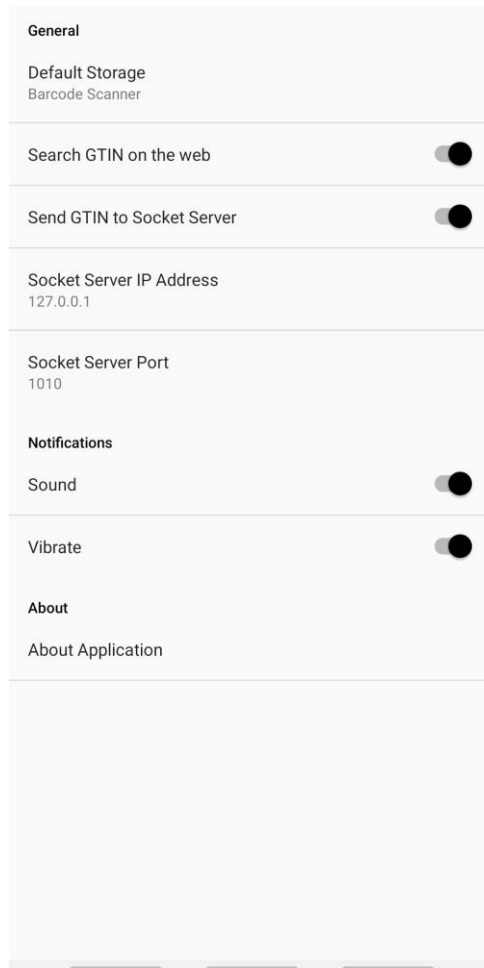 General
Default Storage
Barcode Scanner
Search GTIN on the web
Send GTIN to Socket Server
Socket Server IP Address
127.0.0.1
Socket Server Port
1010
Notifications
Sound
Vibrate
About
About Application